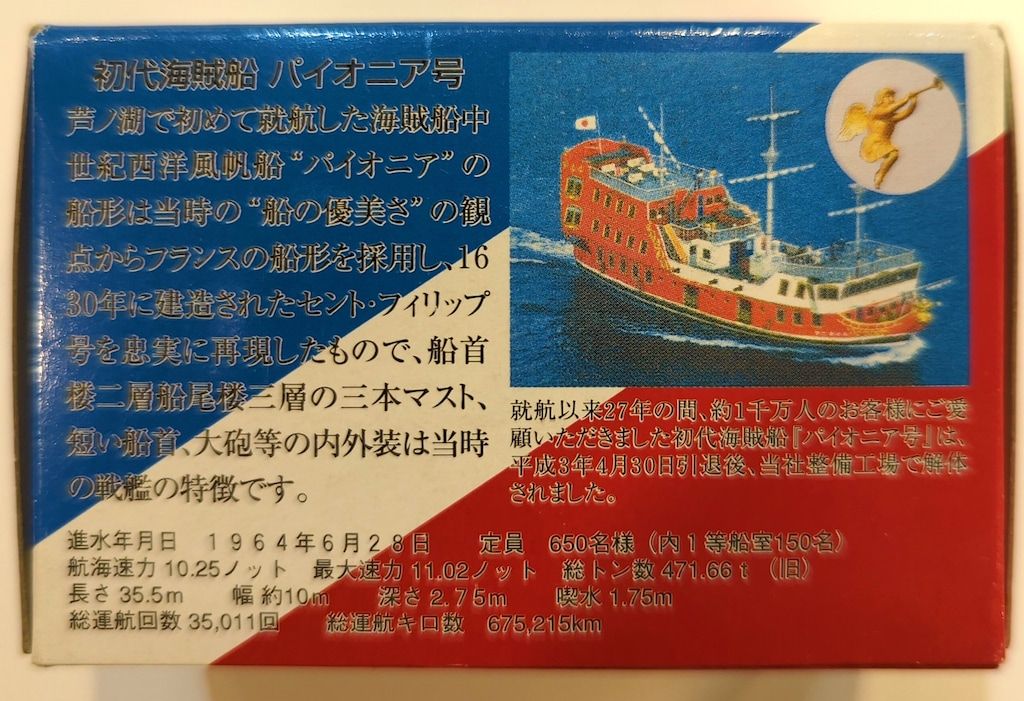 初代海賊船 パイオニア号
芦ノ湖で初めて就航した海賊船中
世紀西洋風帆船“パイオニア”の
船形は当時の“船の優美さ”の観
点からフランスの船形を採用し、16
30年に建造されたセント・フィリップ
号を忠実に再現したもので、船首
楼二層船尾楼三層の三本マスト、
短い船首、大砲等の内外装は当時
の戦艦の特徴です。
就航以来27年の間、約1千万人のお客様にご愛
顧いただきました初代海賊船『パイオニア号』は、
平成3年4月30日引退後、当社整備工場で解体
されました。
進水年月日 1964年6月28日 定員 650名様（内1等船室150名）
航海速力 10.25ノット 最大速力 11.02ノット 総トン数 471.66t （旧）
長さ 35.5m 幅 約10m 深さ 2.75m 喫水 1.75m
総運航回数 35,011回 総運航キロ数 675,215km